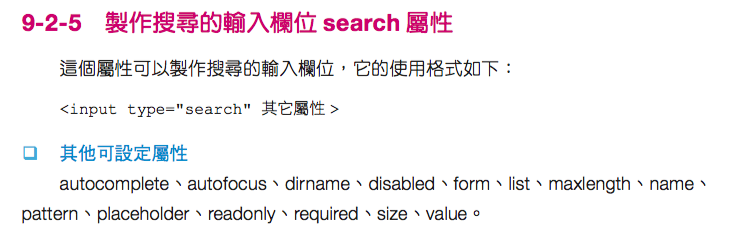 9-2-5 製作搜尋的輸入欄位 search 屬性
這個屬性可以製作搜尋的輸入欄位，它的使用格式如下：
<input type="search" 其它屬性 >
❑ 其他可設定屬性
autocomplete、autofocus、dirname、disabled、form、list、maxlength、name、
pattern、placeholder、readonly、required、size、value。